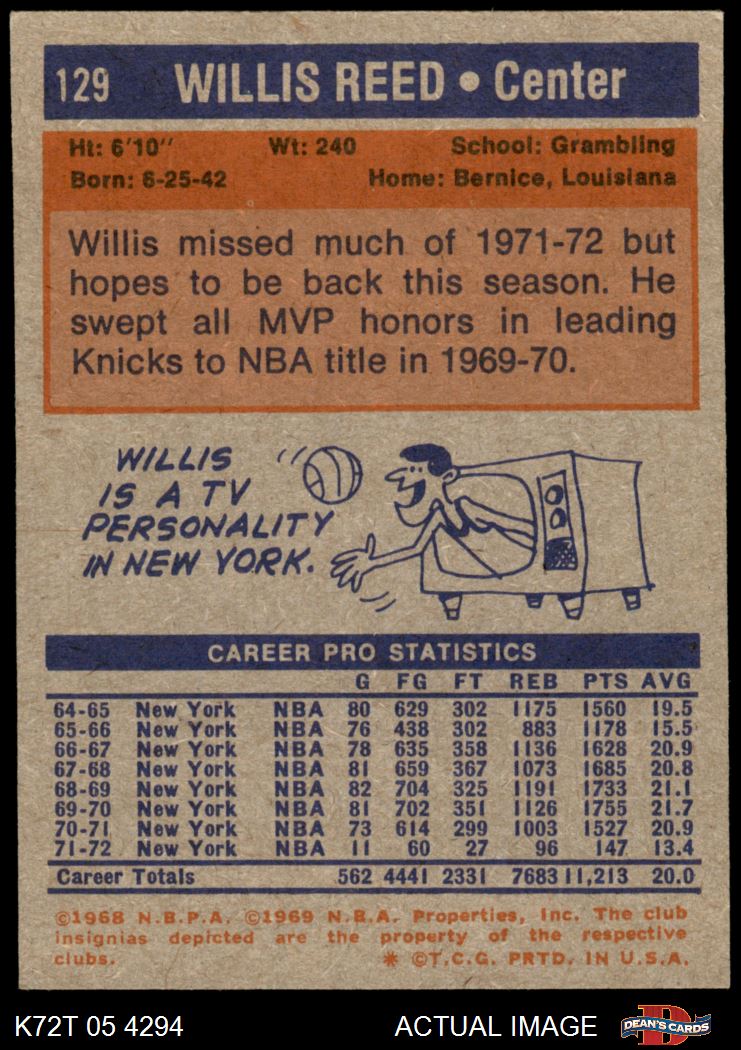 129 WILLIS REED • Center
Ht: 6'10'' Wt: 240 School: Grambling
Born: 6-25-42 Home: Bernice, Louisiana
Willis missed much of 1971-72 but
hopes to be back this season. He
swept all MVP honors in leading
Knicks to NBA title in 1969-70.
WILLIS
IS A TV
PERSONALITY
IN NEW YORK.
CAREER PRO STATISTICS
G FG FT REB PTS AVG
64-65 New York NBA 80 629 302 1175 1560 19.5
65-66 New York NBA 76 438 302 883 1178 15.5
66-67 New York NBA 78 635 358 1136 1628 20.9
67-68 New York NBA 81 659 367 1073 1685 20.8
68-69 New York NBA 82 704 325 1191 1733 21.1
69-70 New York NBA 81 702 351 1126 1755 21.7
70-71 New York NBA 73 614 299 1003 1527 20.9
71-72 New York NBA 11 60 27 96 147 13.4
Career Totals 562 4441 2331 7683 11,213 20.0
©1968 N.B.P.A. ©1969 N.B.A. Properties, Inc. The club
insignias depicted are the property of the respective
clubs. * ©T.C.G. PRTD. IN U.S.A.
K72T 05 4294 ACTUAL IMAGE D DEAN'S CARDS